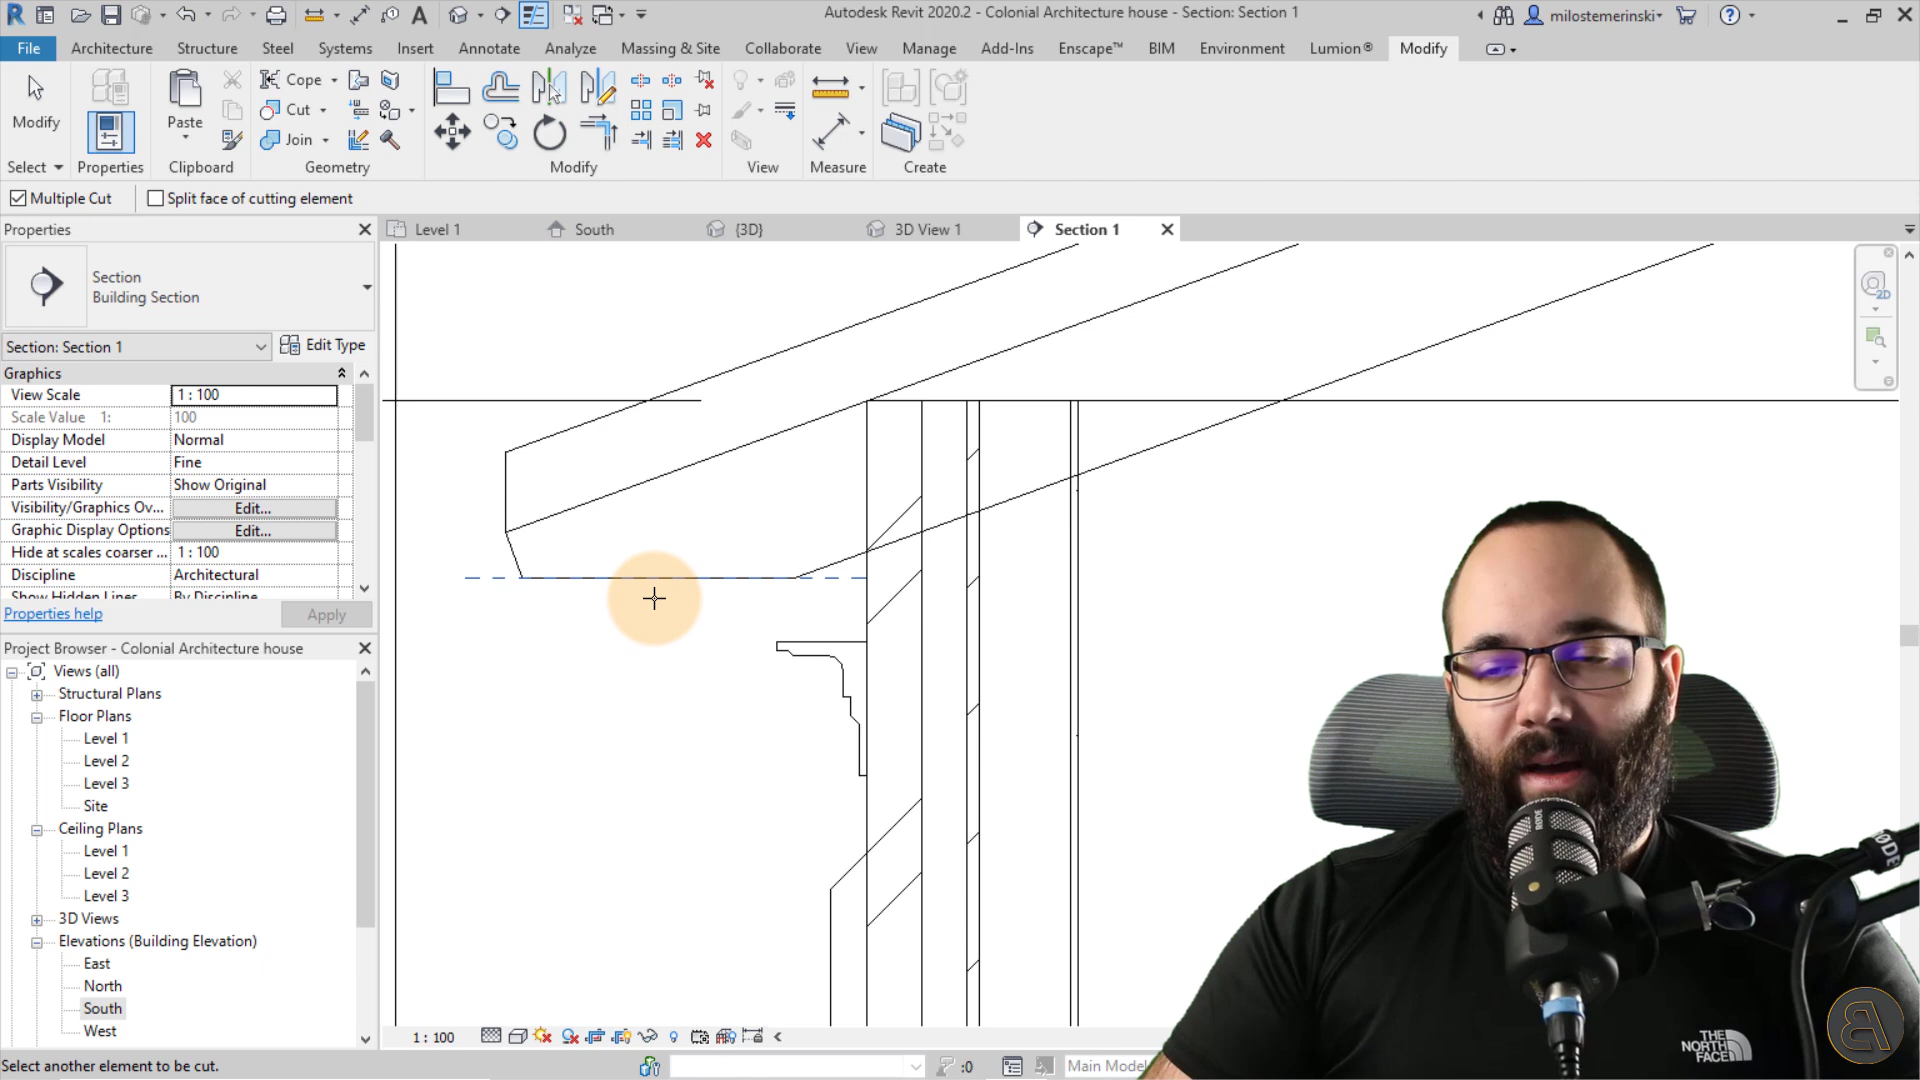 Autodesk Revit 2020.2 - Colonial Architecture house - Section: Section 1
milostemerinski
File Architecture Structure Steel Systems Insert Annotate Analyze Massing & Site Collaborate View Manage Add-Ins Enscape™ BIM Environment Lumion® Modify
Modify
Paste
Cope
Cut
Join
Select Properties Clipboard Geometry Modify View Measure Create
Multiple Cut Split face of cutting element
Properties
Level 1 South {3D} 3D View 1 Section 1
Section
Building Section
Section: Section 1 Edit Type
Graphics
View Scale 1 : 100
Scale Value 1: 100
Display Model Normal
Detail Level Fine
Parts Visibility Show Original
Visibility/Graphics Ov... Edit...
Graphic Display Options Edit...
Hide at scales coarser ... 1 : 100
Discipline Architectural
Show Hidden Lines By Discipline
Properties help Apply
Project Browser - Colonial Architecture house
Views (all)
Structural Plans
Floor Plans
Level 1
Level 2
Level 3
Site
Ceiling Plans
Level 1
Level 2
Level 3
3D Views
Elevations (Building Elevation)
East
North
South
West
2D
RØDE
THE
NORTH
FACE
1 : 100
Select another element to be cut.
:0
Main Model